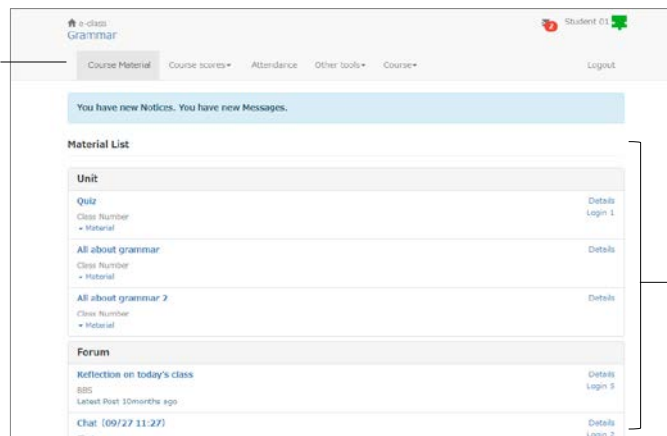 e-class
Grammar
2
Student 01
Course Material
Course scores
Attendance
Other tools
Course
Logout
You have new Notices. You have new Messages.
Material List
Unit
Quiz
Details
Class Number
Login 1
Material
All about grammar
Details
Class Number
Material
All about grammar 2
Details
Class Number
Material
Forum
Reflection on today's class
Details
BBS
Login 5
Latest Post 10months ago
Chat (09/27 11:27)
Details
Login 2